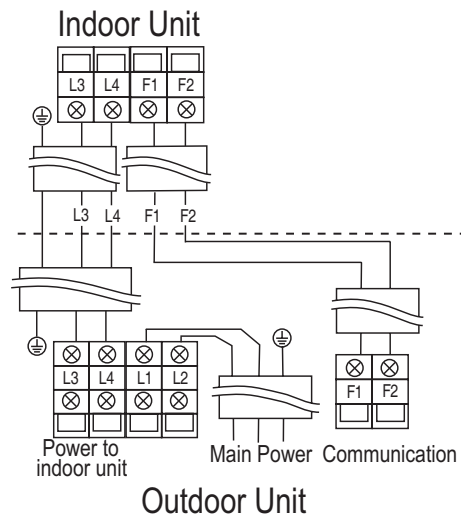 Indoor Unit
L3 L4 F1 F2
L3 L4 F1 F2
L3 L4 L1 L2
F1 F2
Power to
indoor unit
Main Power
Communication
Outdoor Unit